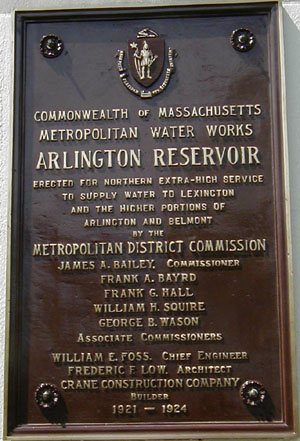 COMMONWEALTH OF MASSACHUSETTS
METROPOLITAN WATER WORKS
ARLINGTON RESERVOIR
ERECTED FOR NORTHERN EXTRA-HIGH SERVICE
TO SUPPLY WATER TO LEXINGTON
AND THE HIGHER PORTIONS OF
ARLINGTON AND BELMONT
BY THE
METROPOLITAN DISTRICT COMMISSION
JAMES A. BAILEY, COMMISSIONER
FRANK A. BAYRD
FRANK G. HALL
WILLIAM H. SQUIRE
GEORGE B. WASON
ASSOCIATE COMMISSIONERS
WILLIAM E. FOSS, CHIEF ENGINEER
FREDERIC F. LOW, ARCHITECT
CRANE CONSTRUCTION COMPANY
BUILDER
1921 — 1924